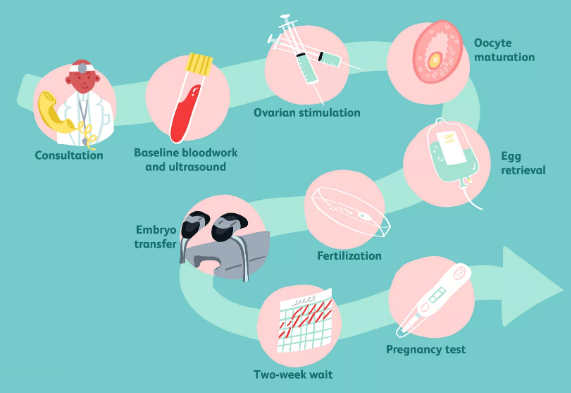 Consultation
Baseline bloodwork
and ultrasound
Ovarian stimulation
Oocyte
maturation
Egg
retrieval
Fertilization
Embryo
transfer
Two-week wait
Pregnancy test